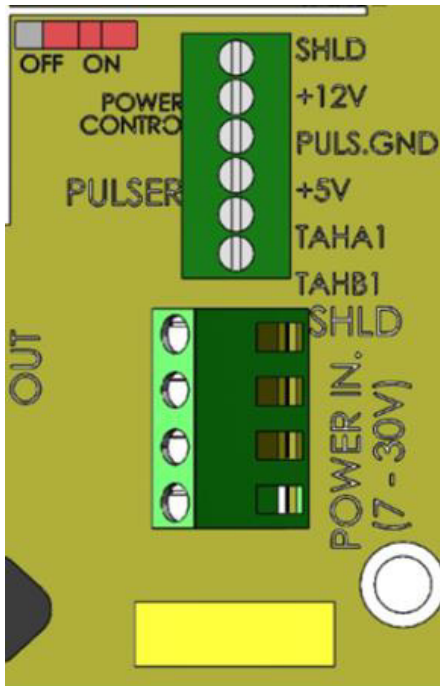 OFF ON
SHLD
+12V
POWER
CONTRO
PULS.GND
PULSER
+5V
TAHA1
TAHB1
SHLD
OUT
POWER IN.
(7 - 30V)